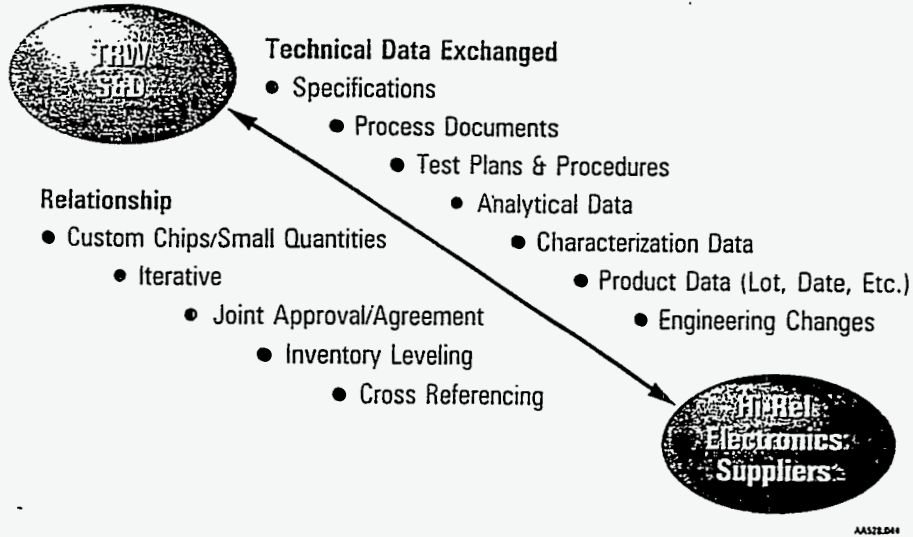 TRW
S&D
Technical Data Exchanged
● Specifications
● Process Documents
● Test Plans & Procedures
● Analytical Data
● Characterization Data
● Product Data (Lot, Date, Etc.)
● Engineering Changes
Relationship
● Custom Chips/Small Quantities
● Iterative
● Joint Approval/Agreement
● Inventory Leveling
● Cross Referencing
Hi-Rel
Electronics
Suppliers